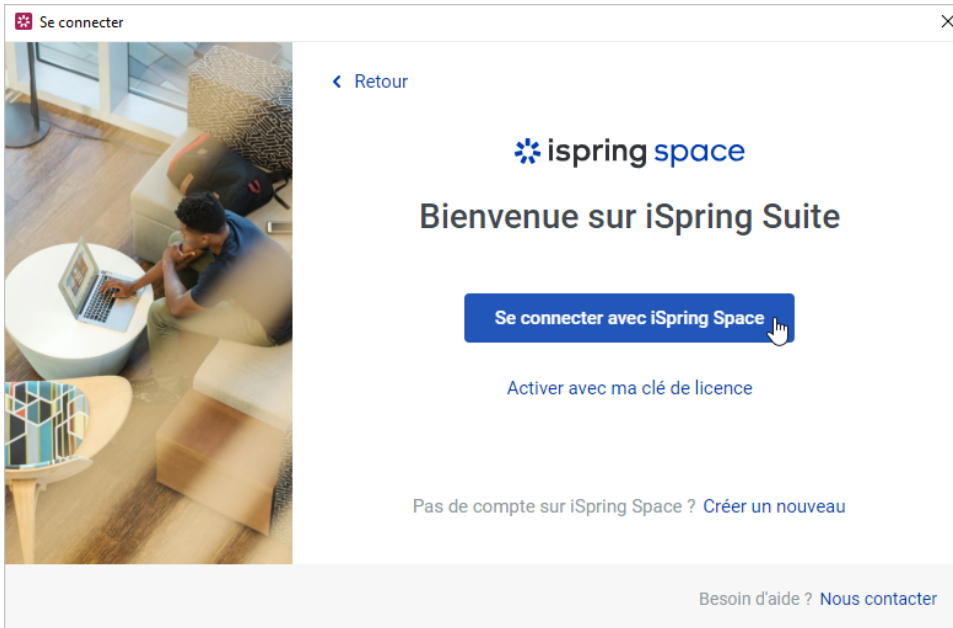 Se connecter
Retour
ispring space
Bienvenue sur iSpring Suite
Se connecter avec iSpring Space
Activer avec ma clé de licence
Pas de compte sur iSpring Space ? Créer un nouveau
Besoin d'aide ? Nous contacter